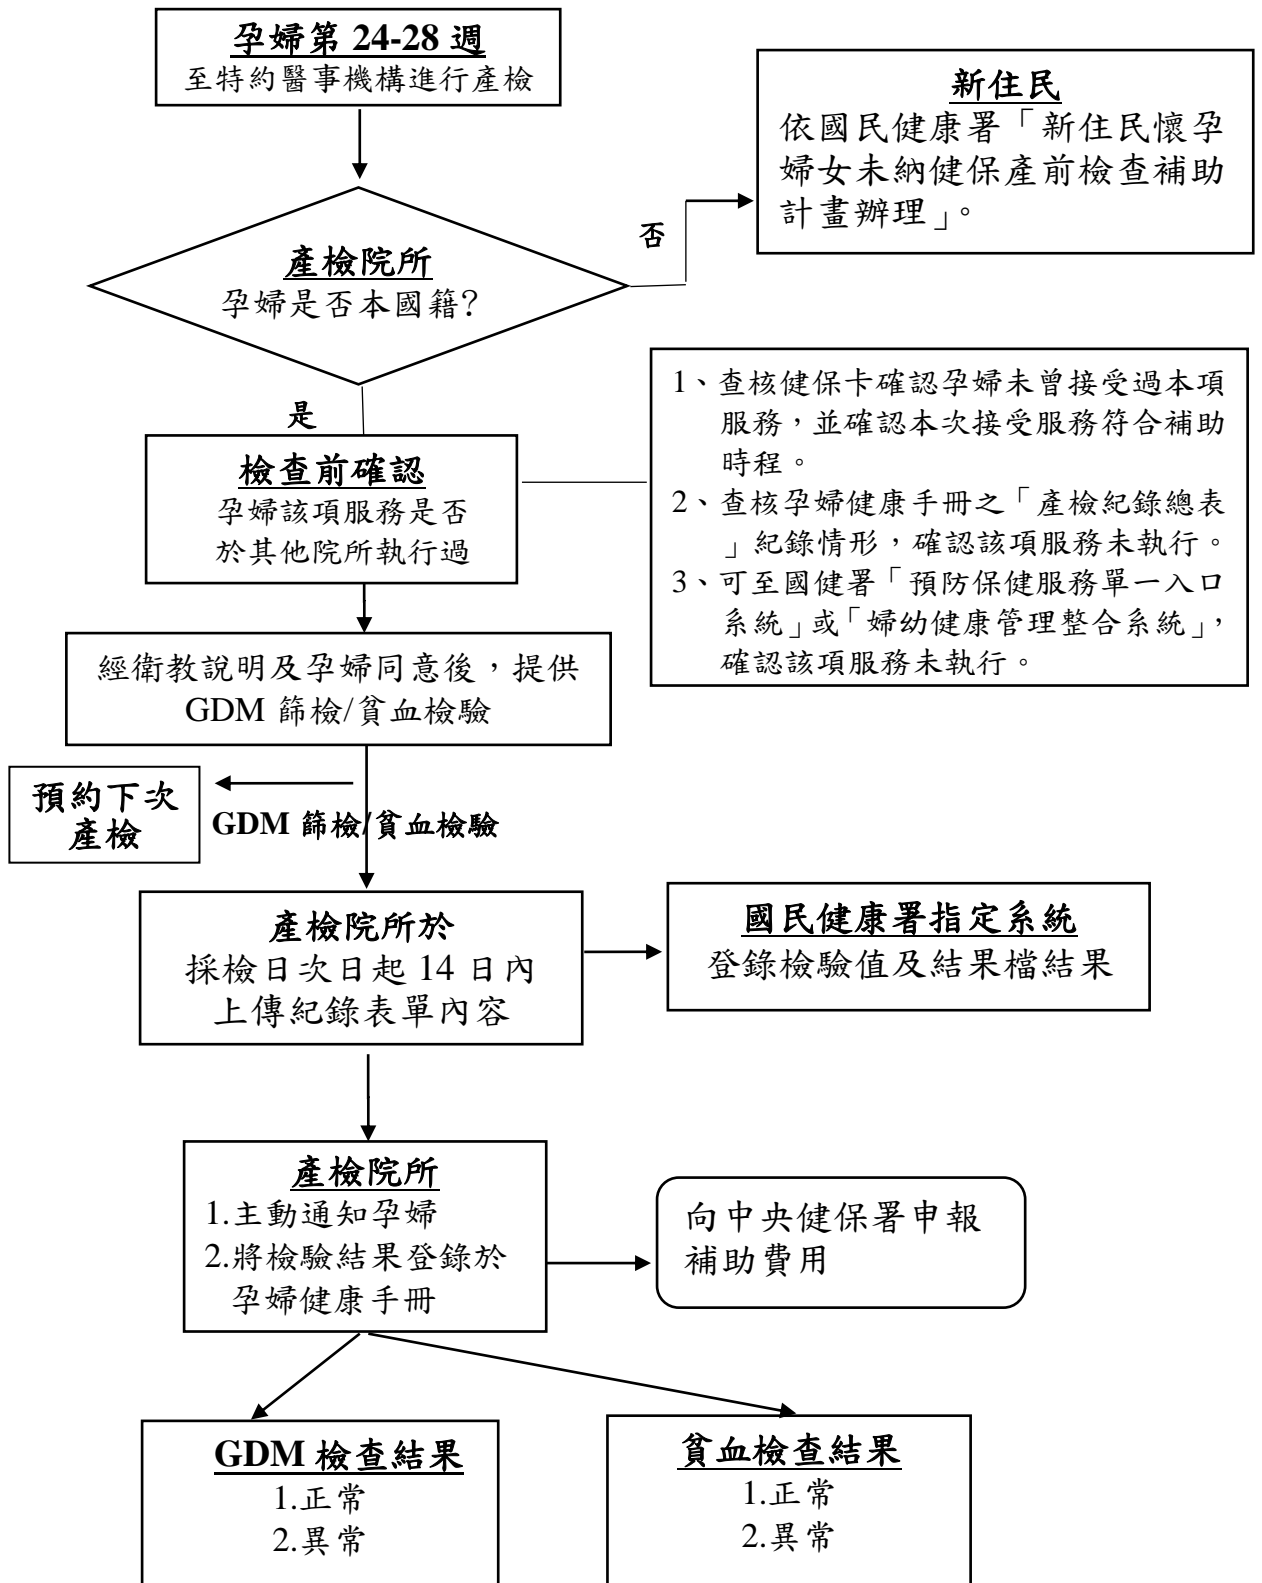 孕婦第 24-28 週
至特約醫事機構進行產檢
新住民
依國民健康署「新住民懷孕
婦女未納健保產前檢查補助
計畫辦理」。
否
產檢院所
孕婦是否本國籍?
是
檢查前確認
孕婦該項服務是否
於其他院所執行過
1、查核健保卡確認孕婦未曾接受過本項
服務，並確認本次接受服務符合補助
時程。
2、查核孕婦健康手冊之「產檢紀錄總表
」紀錄情形，確認該項服務未執行。
3、可至國健署「預防保健服務單一入口
系統」或「婦幼健康管理整合系統」，
確認該項服務未執行。
經衛教說明及孕婦同意後，提供
GDM 篩檢/貧血檢驗
預約下次
產檢
GDM 篩檢/貧血檢驗
產檢院所於
採檢日次日起 14 日內
上傳紀錄表單內容
國民健康署指定系統
登錄檢驗值及結果檔結果
產檢院所
1.主動通知孕婦
2.將檢驗結果登錄於
孕婦健康手冊
向中央健保署申報
補助費用
GDM 檢查結果
1.正常
2.異常
貧血檢查結果
1.正常
2.異常